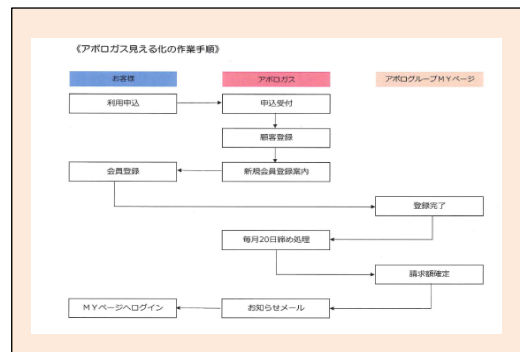 《アポロガス見える化の作業手順》
お客様 アポロガス アポログループMYページ
利用申込 申込受付
顧客登録
会員登録 新規会員登録案内
登録完了
毎月20日締め処理
請求額確定
MYページへログイン お知らせメール